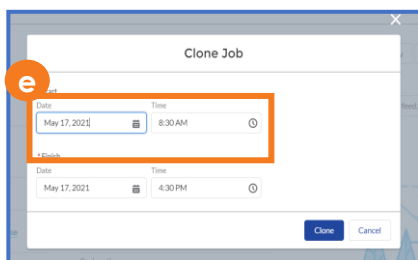 Clone Job
e
Start
Date Time
May 17, 2021 8:30 AM
feed.
* Finish
Date Time
May 17, 2021 4:30 PM
Clone Cancel